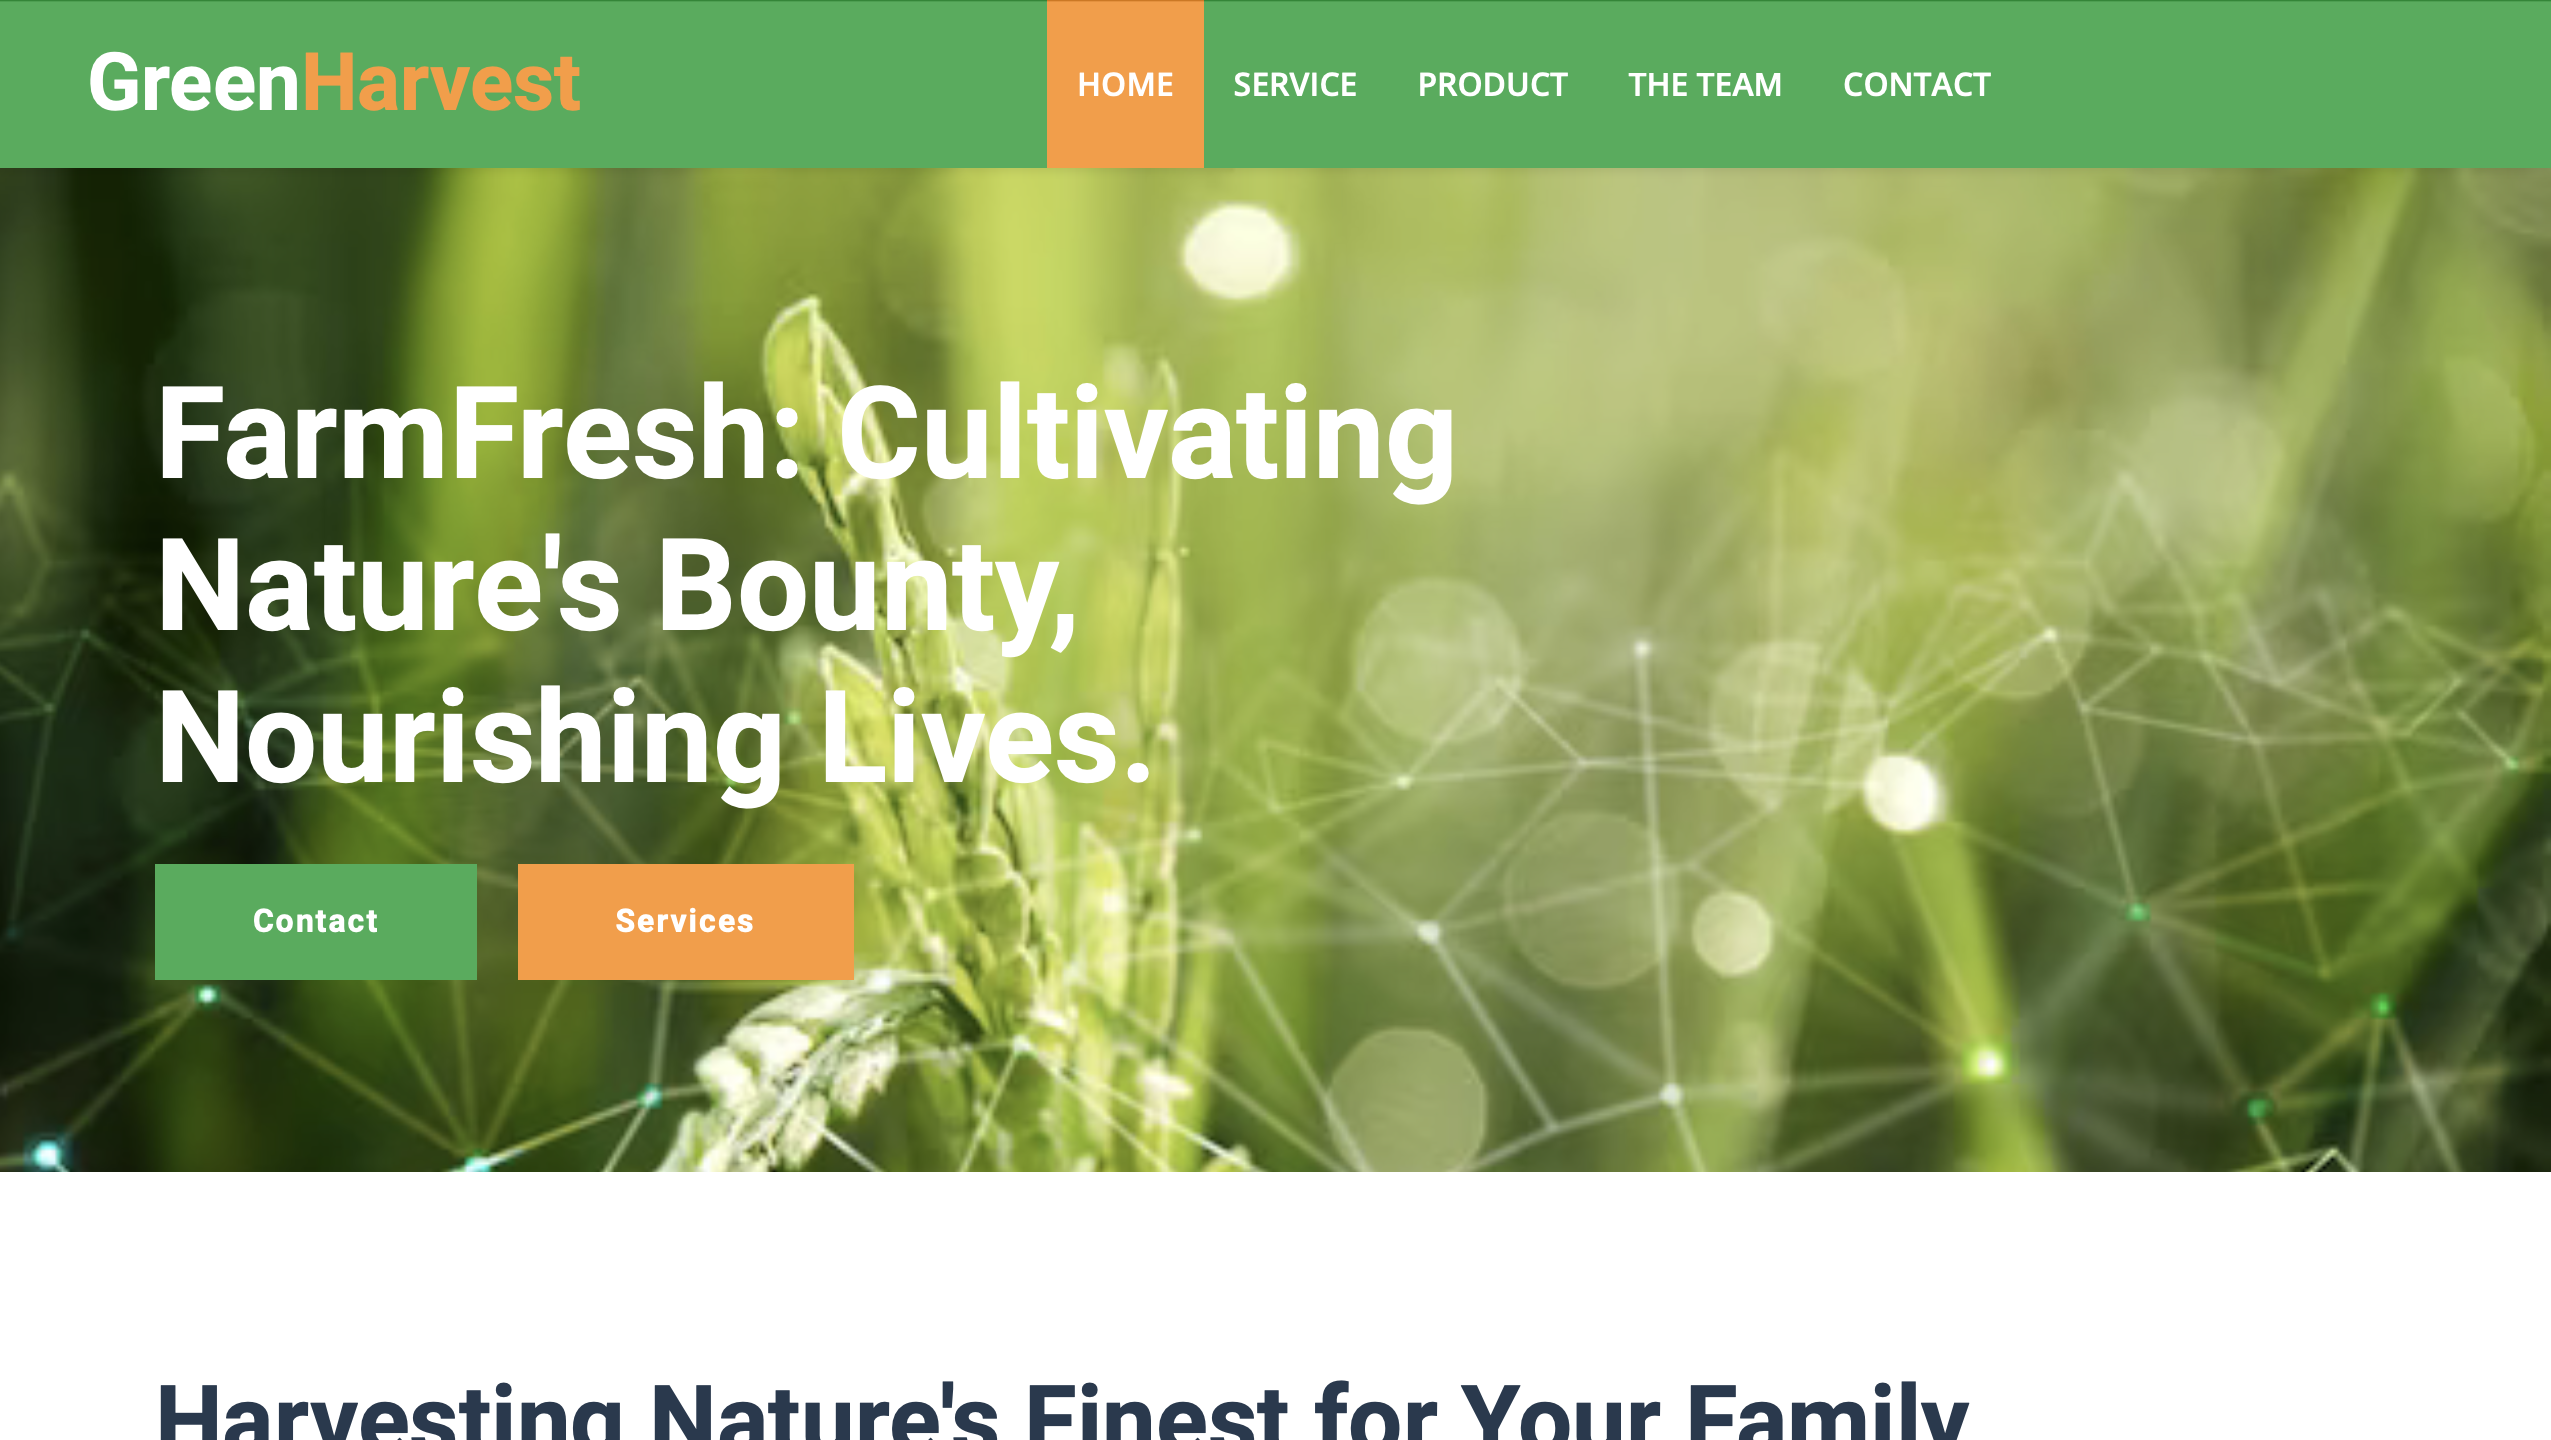 GreenHarvest
HOME SERVICE PRODUCT THE TEAM CONTACT
FarmFresh: Cultivating
Nature's Bounty,
Nourishing Lives.
Contact Services
Harvesting Nature's Finest for Your Family